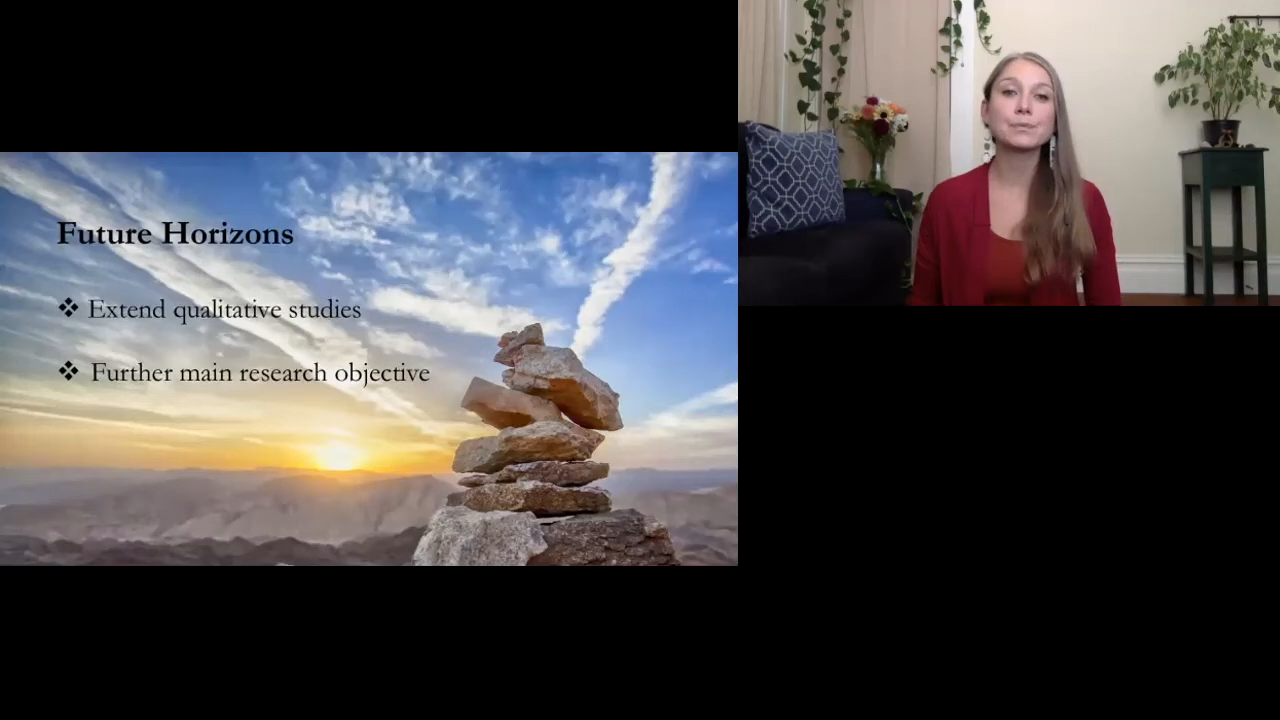 Future Horizons
❖ Extend qualitative studies
❖ Further main research objective